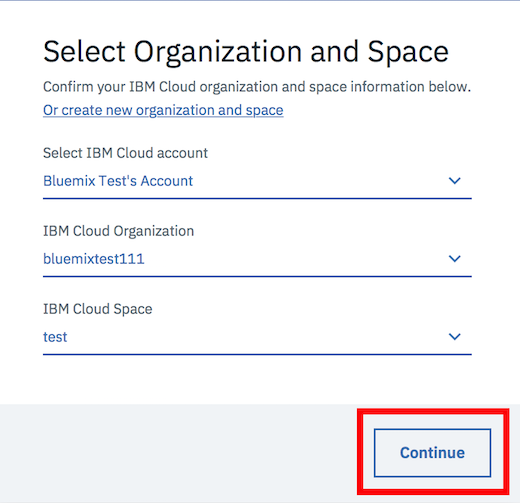 Select Organization and Space
Confirm your IBM Cloud organization and space information below.
Or create new organization and space
Select IBM Cloud account
Bluemix Test's Account
IBM Cloud Organization
bluemixtest111
IBM Cloud Space
test
Continue